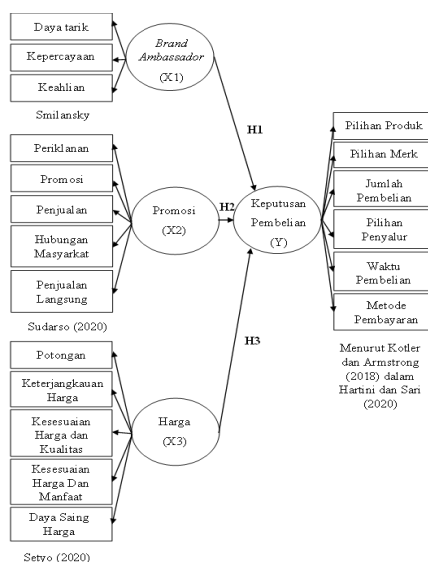 Daya tarik
Kepercayaan
Keahlian
Smilansky
Brand
Ambassador
(X1)
H1
Periklanan
Promosi
Penjualan
Hubungan
Masyarkat
Penjualan
Langsung
Sudarso (2020)
Promosi
(X2)
H2
Keputusan
Pembelian
(Y)
Pilihan Produk
Pilihan Merk
Jumlah
Pembelian
Pilihan
Penyalur
Waktu
Pembelian
Metode
Pembayaran
Menurut Kotler
dan Armstrong
(2018) dalam
Hartini dan Sari
(2020)
H3
Potongan
Keterjangkauan
Harga
Kesesuaian
Harga dan
Kualitas
Kesesuaian
Harga Dan
Manfaat
Daya Saing
Harga
Setyo (2020)
Harga
(X3)